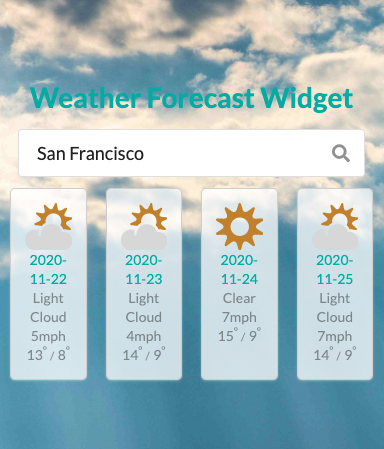 Weather Forecast Widget
San Francisco
2020-
11-22
Light
Cloud
5mph
13° / 8°
2020-
11-23
Light
Cloud
4mph
14° / 9°
2020-
11-24
Clear
7mph
15° / 9°
2020-
11-25
Light
Cloud
7mph
14° / 9°